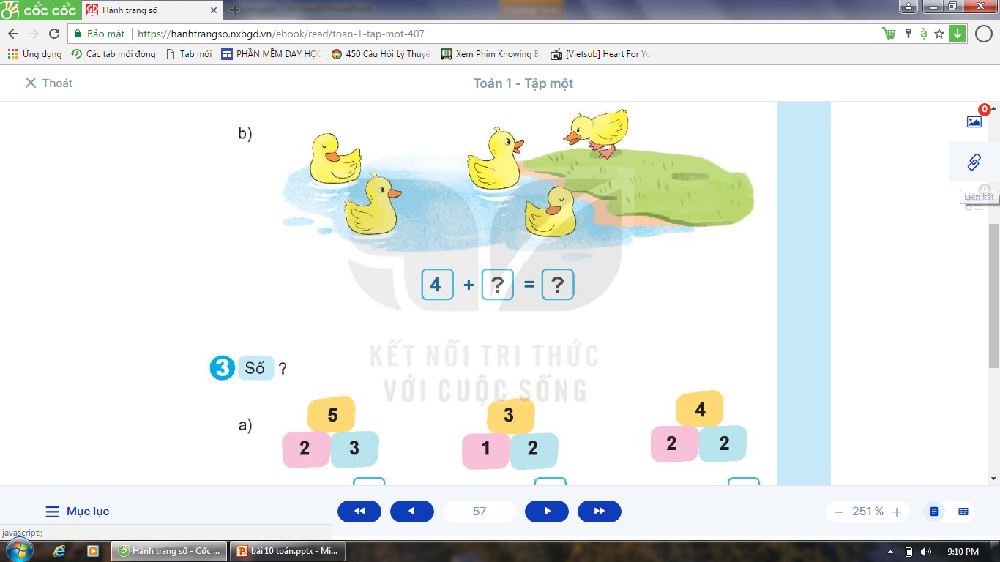 cốc cốc
Hành trang số
Bảo mật
https://hanhtrangso.nxbgd.vn/ebook/read/toan-1-tap-mot-407
Ứng dụng
Các tab mới đóng
Tab mới
PHẦN MỀM DẠY HỌC
450 Câu Hỏi Lý Thuyế
Xem Phim Knowing B
[Vietsub] Heart For Yo
Thoát
Toán 1 - Tập một
0
b)
Liên kết
4 + ? = ?
KẾT NỐI TRI THỨC
VỚI CUỘC SỐNG
3 Số ?
a)
5
2 3
3
1 2
4
2 2
Mục lục
57
251 %
javascript:;
Hành trang số - Cốc ...
bài 10 toán.pptx - Mi...
9:10 PM